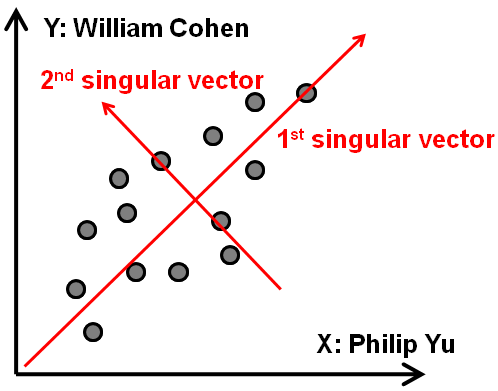 Y: William Cohen
2nd singular vector
1st singular vector
X: Philip Yu